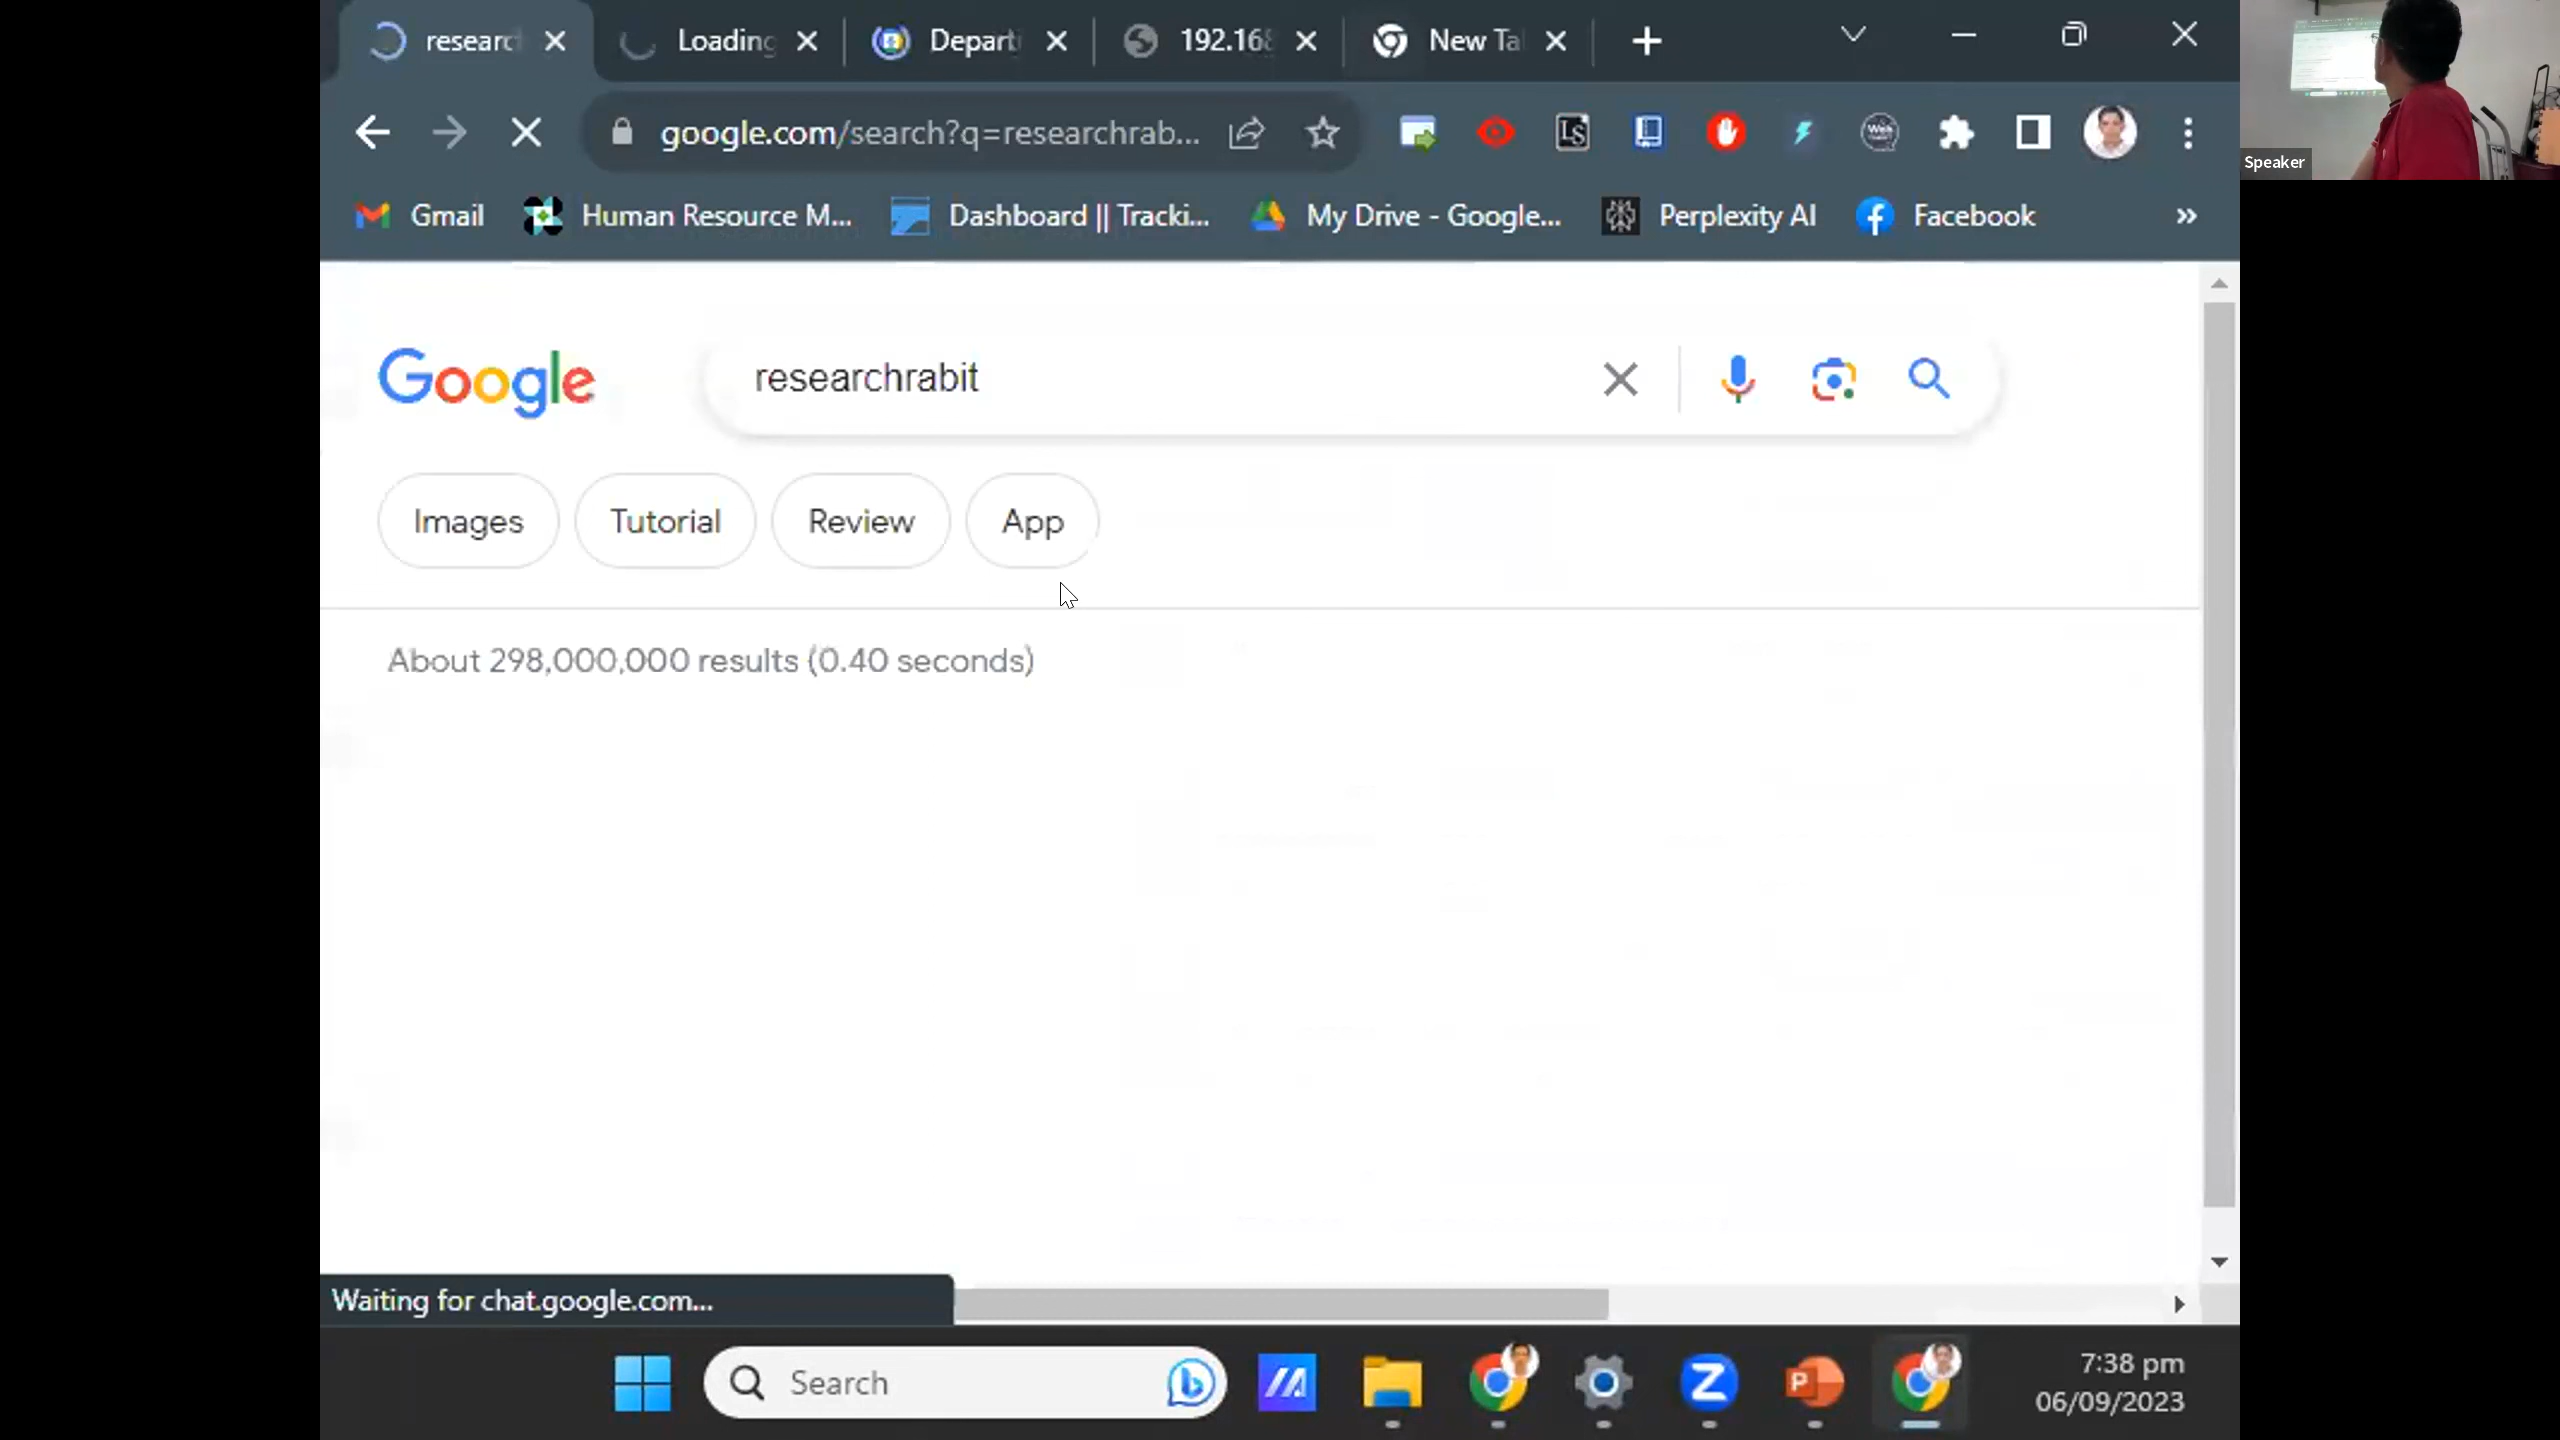 researc
Loading
Depart
192.168
New Ta
google.com/search?q=researchrab...
Gmail
Human Resource M...
Dashboard || Tracki...
My Drive - Google...
Perplexity AI
Facebook
»
Speaker
Google
researchrabit
Images
Tutorial
Review
App
About 298,000,000 results (0.40 seconds)
Waiting for chat.google.com...
Search
7:38 pm
06/09/2023